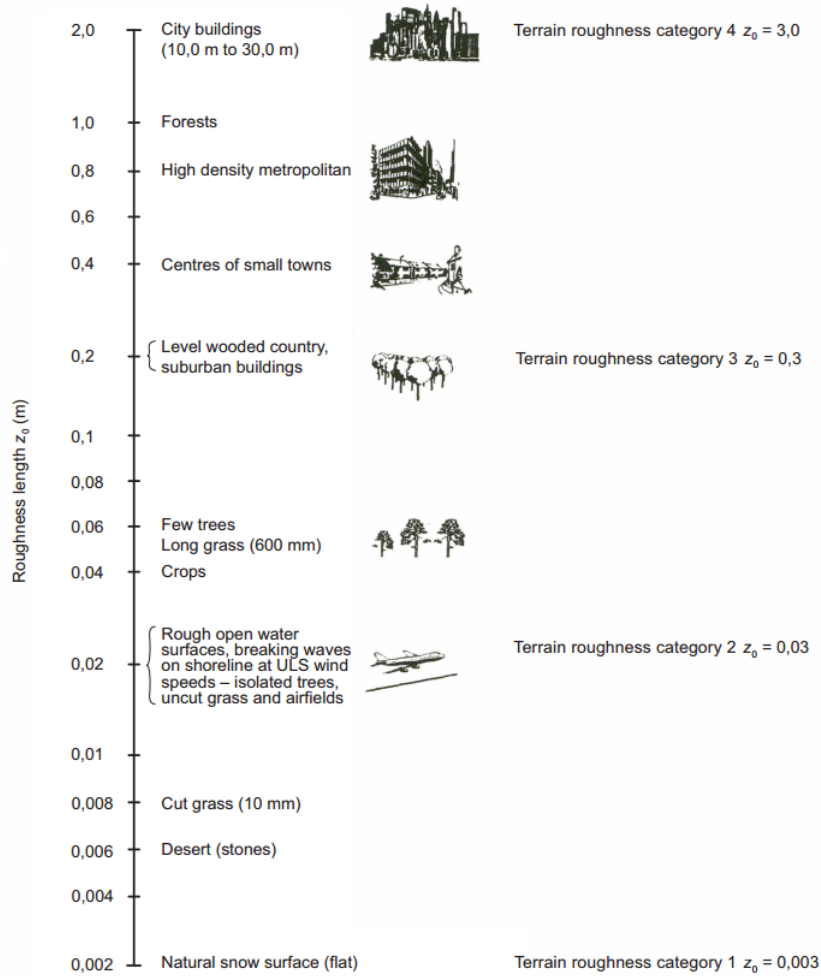 2,0 City buildings Terrain roughness category 4 z₀ = 3,0
(10,0 m to 30,0 m)
1,0 Forests
0,8 High density metropolitan
0,6
0,4 Centres of small towns
Level wooded country,
0,2 suburban buildings Terrain roughness category 3 z₀ = 0,3
Roughness length z₀ (m)
0,1
0,08
0,06 Few trees
Long grass (600 mm)
0,04 Crops
Rough open water
surfaces, breaking waves Terrain roughness category 2 z₀ = 0,03
0,02 on shoreline at ULS wind
speeds – isolated trees,
uncut grass and airfields
0,01
0,008 Cut grass (10 mm)
0,006 Desert (stones)
0,004
0,002 Natural snow surface (flat) Terrain roughness category 1 z₀ = 0,003